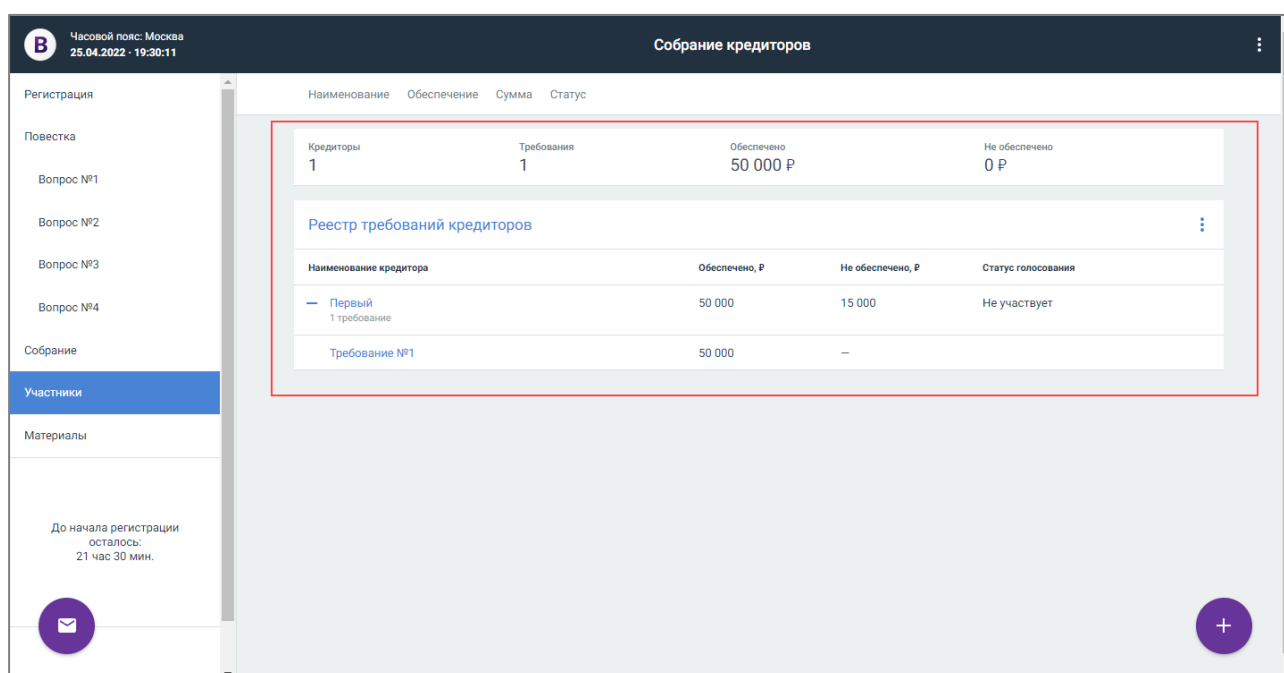 B
Часовой пояс: Москва
25.04.2022 · 19:30:11
Собрание кредиторов
Регистрация
Повестка
Вопрос №1
Вопрос №2
Вопрос №3
Вопрос №4
Собрание
Участники
Материалы
До начала регистрации
осталось:
21 час 30 мин.
Наименование Обеспечение Сумма Статус
Кредиторы Требования Обеспечено Не обеспечено
1 1 50 000 ₽ 0 ₽
Реестр требований кредиторов
Наименование кредитора Обеспечено, ₽ Не обеспечено, ₽ Статус голосования
Первый 50 000 15 000 Не участвует
1 требование
Требование №1 50 000 –